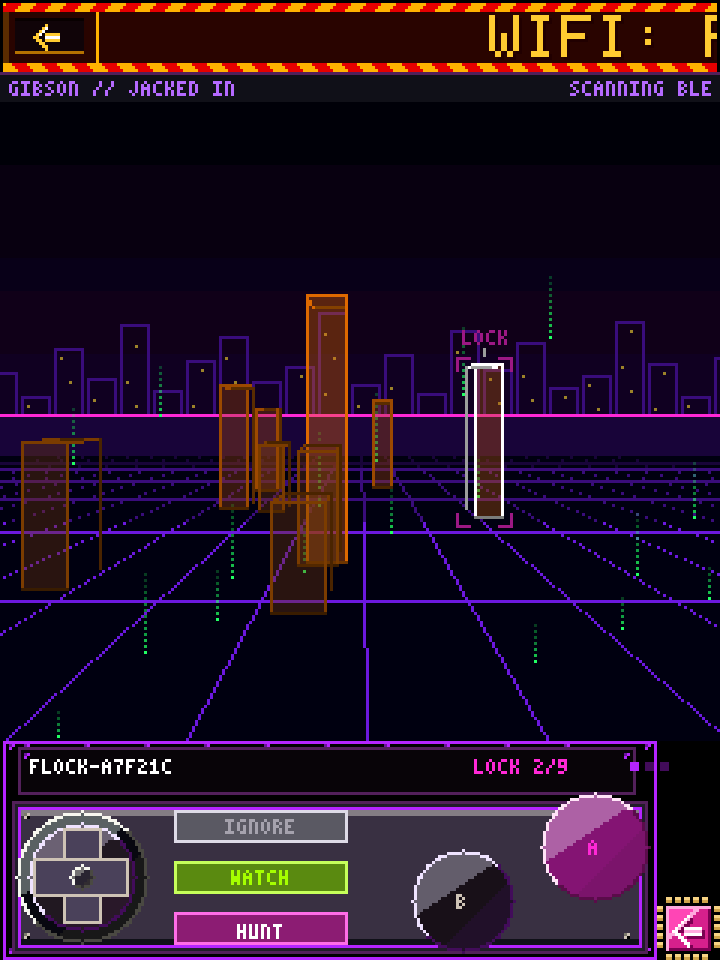 WIFI:
GIBSON // JACKED IN
SCANNING BLE
LOCK
FLOCK-A7F21C
LOCK 2/9
IGNORE
WATCH
HUNT
A
B